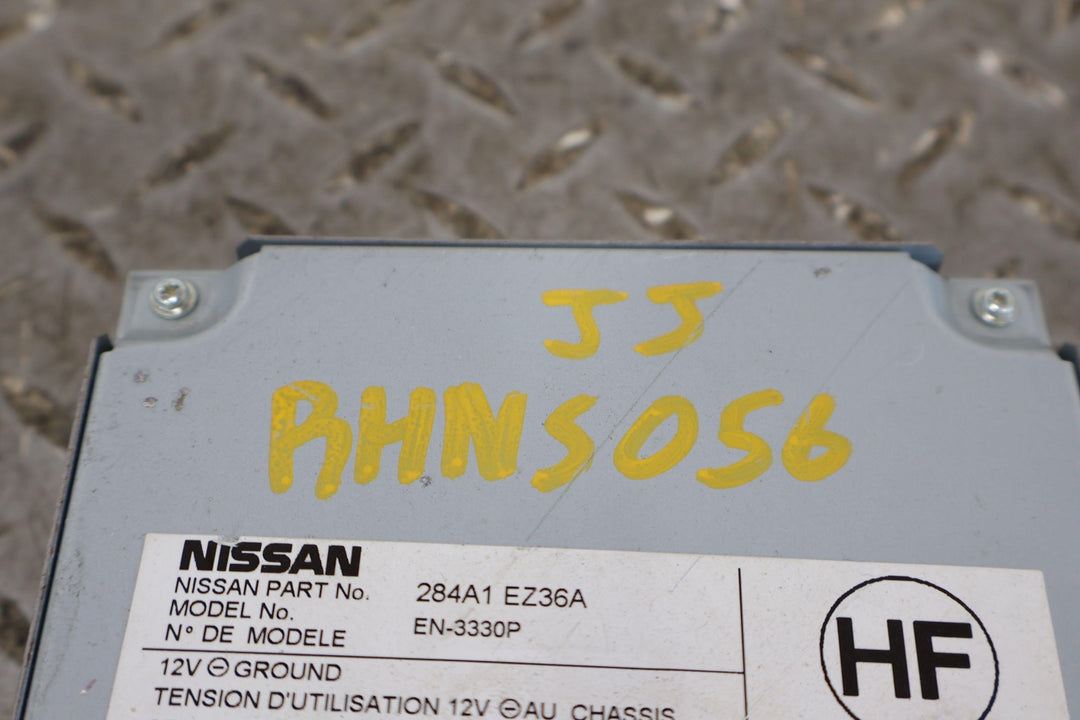 JJ
RHNS056
NISSAN
NISSAN PART No. 284A1 EZ36A
MODEL No.
N° DE MODELE EN-3330P
12V ⊖ GROUND
TENSION D'UTILISATION 12V ⊖ AU CHASSIS
HF